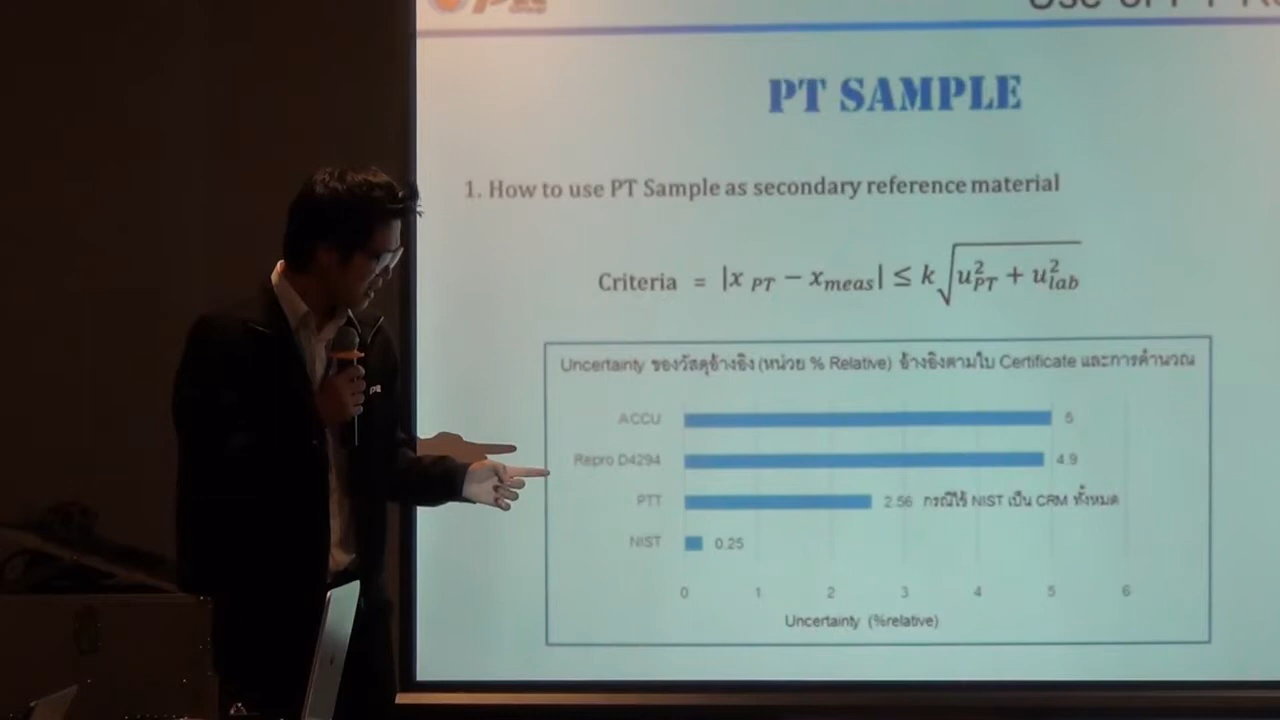 PT SAMPLE
1. How to use PT Sample as secondary reference material
Criteria = |x PT − x meas| ≤ k √(u²PT + u²lab)
Uncertainty ของวัสดุอ้างอิง (หน่วย % Relative) อ้างอิงตามใบ Certificate และการคำนวณ
ACCU 5
Repro D4294 4.9
PTT 2.56 กรณีใช้ NIST เป็น CRM ทั้งหมด
NIST 0.25
0 1 2 3 4 5 6
Uncertainty (%relative)